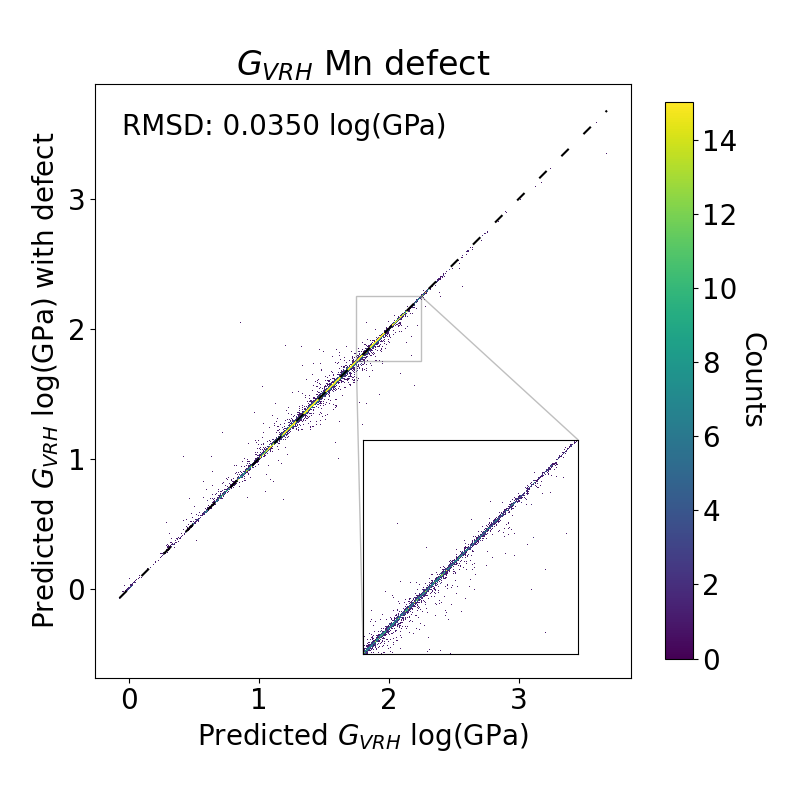 G_VRH Mn defect
RMSD: 0.0350 log(GPa)
Predicted G_VRH log(GPa) with defect
3
2
1
0
0 1 2 3
Predicted G_VRH log(GPa)
14
12
10
8
6
4
2
0
Counts